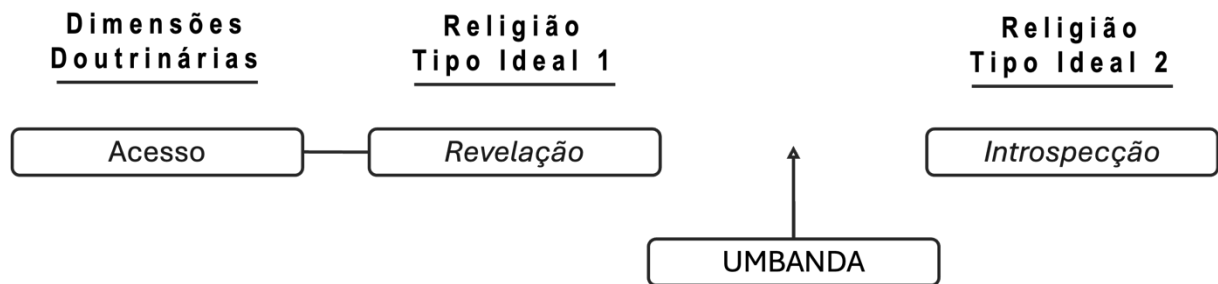 Dimensões
Doutrinárias
Religião
Tipo Ideal 1
Religião
Tipo Ideal 2
Acesso
Revelação
Introspecção
UMBANDA